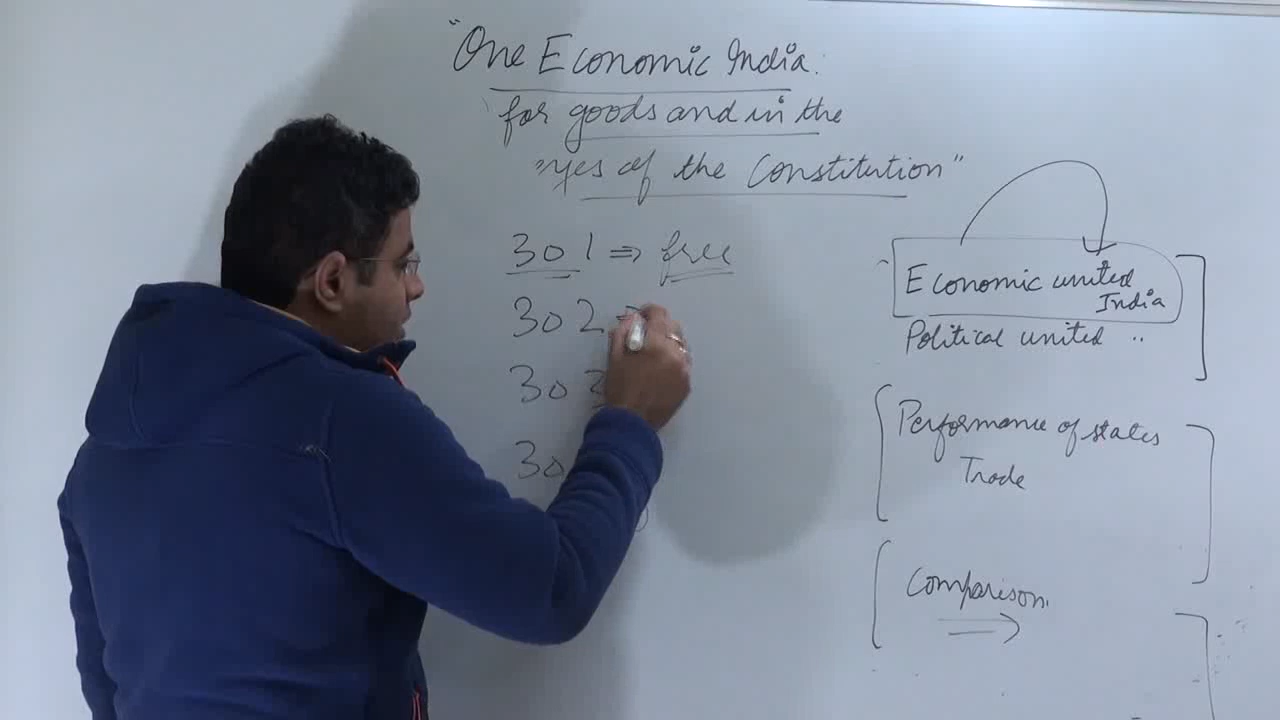 "One Economic India.
for goods and in the
eyes of the Constitution"
301 ⇒ free
302
30
30
Economic united
India
Political united ..
Performance of states
Trade
Comparison